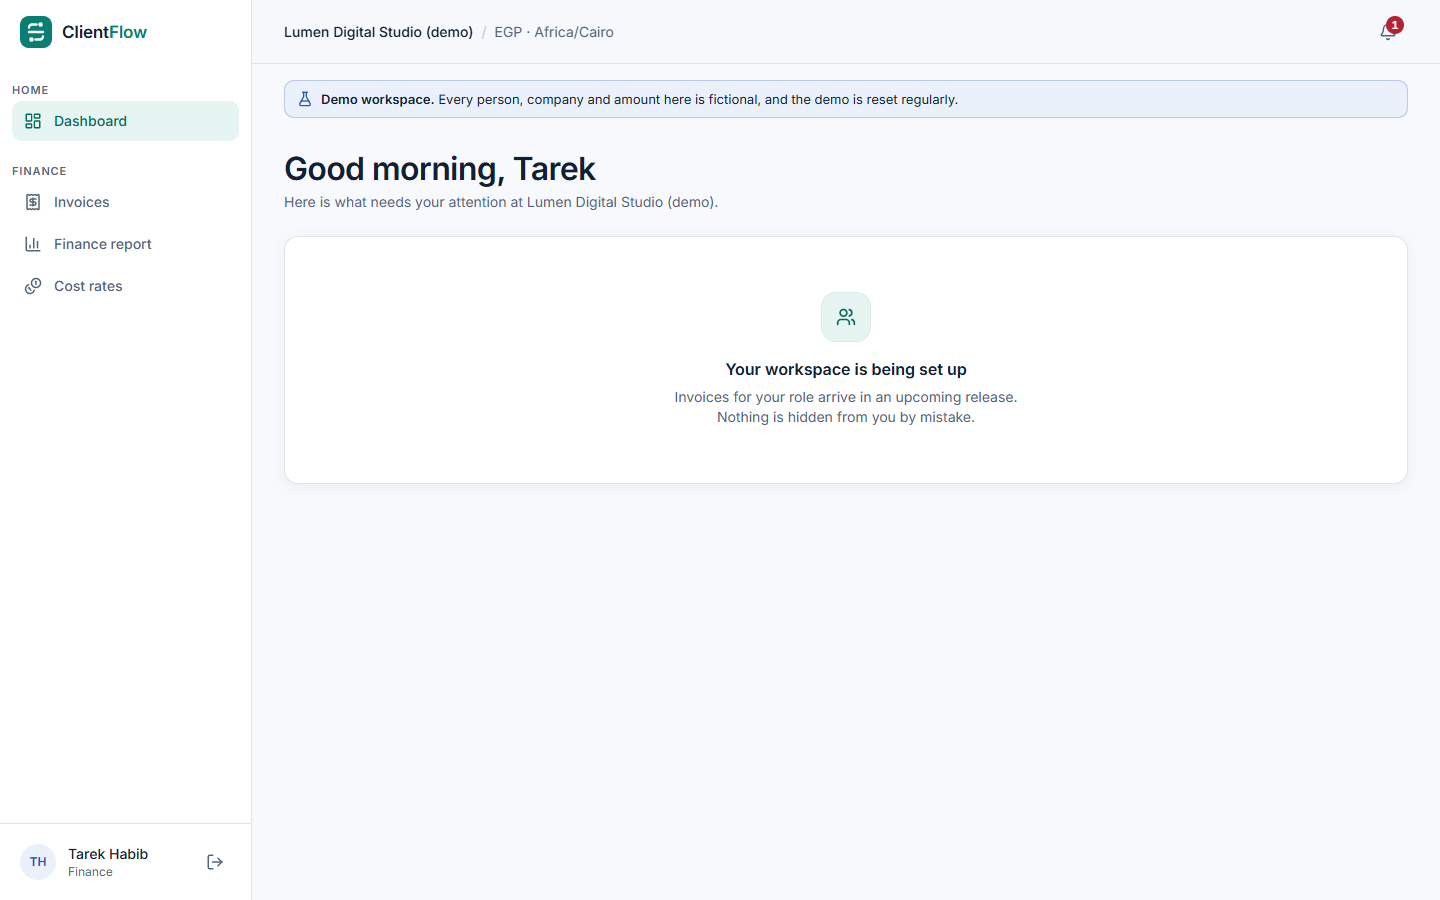 ClientFlow
HOME
Dashboard
FINANCE
Invoices
Finance report
Cost rates
TH
Tarek Habib
Finance
Lumen Digital Studio (demo) / EGP · Africa/Cairo
1
Demo workspace. Every person, company and amount here is fictional, and the demo is reset regularly.
Good morning, Tarek
Here is what needs your attention at Lumen Digital Studio (demo).
Your workspace is being set up
Invoices for your role arrive in an upcoming release.
Nothing is hidden from you by mistake.